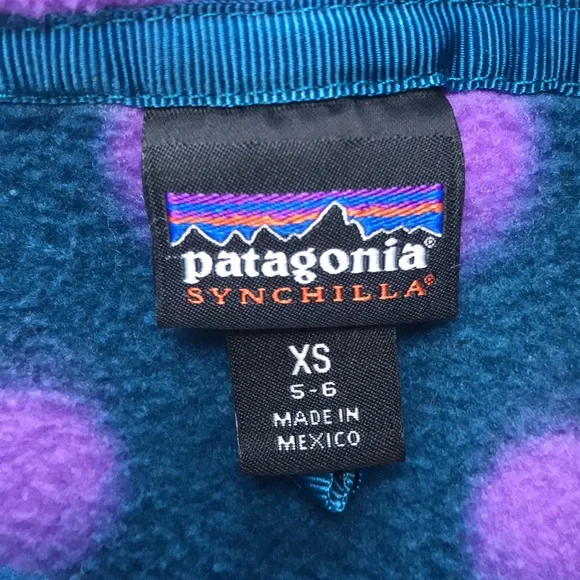 patagonia®
SYNCHILLA®
XS
5-6
MADE IN
MEXICO